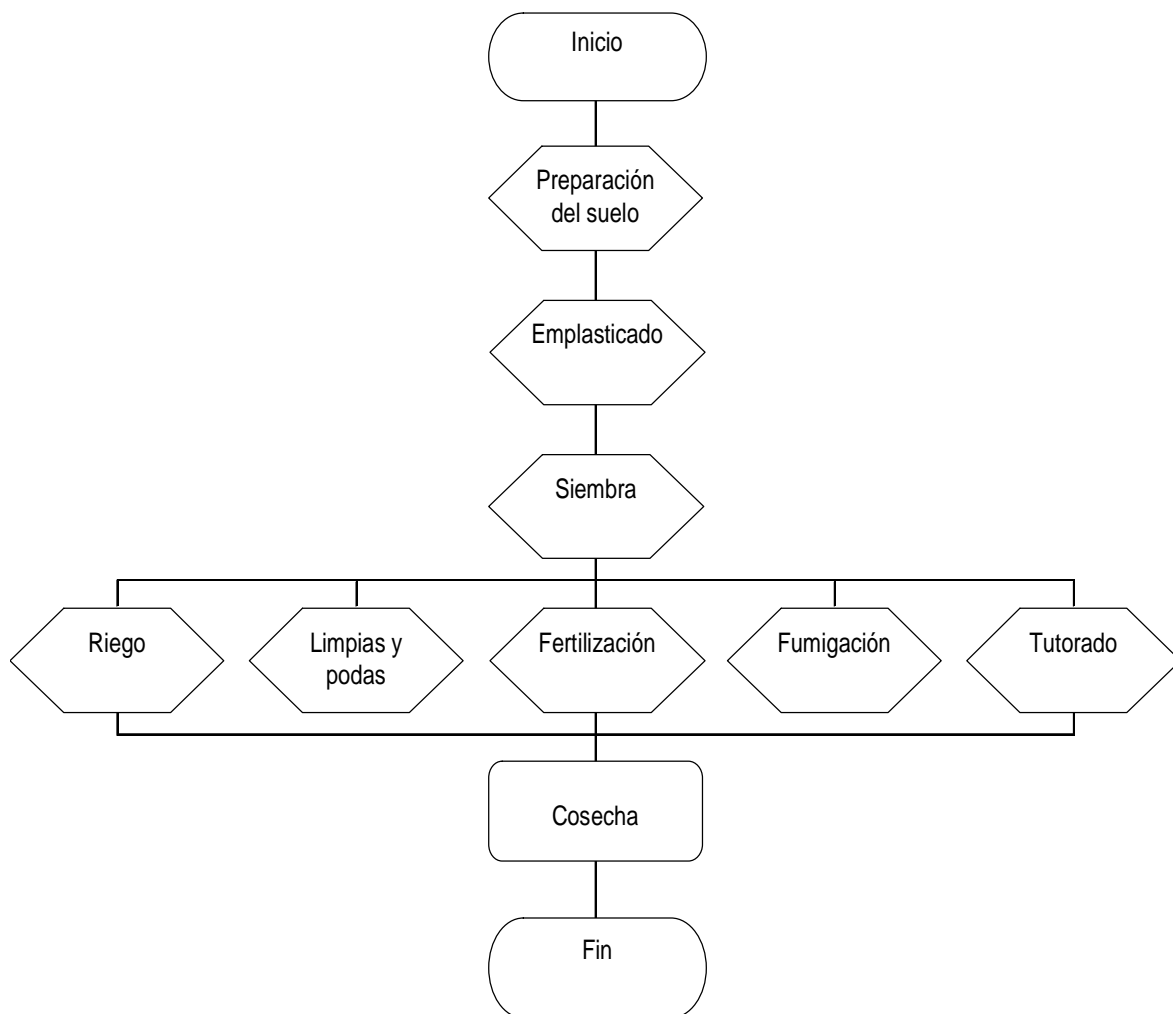 Inicio
Preparación
del suelo
Emplasticado
Siembra
Riego
Limpias y
podas
Fertilización
Fumigación
Tutorado
Cosecha
Fin